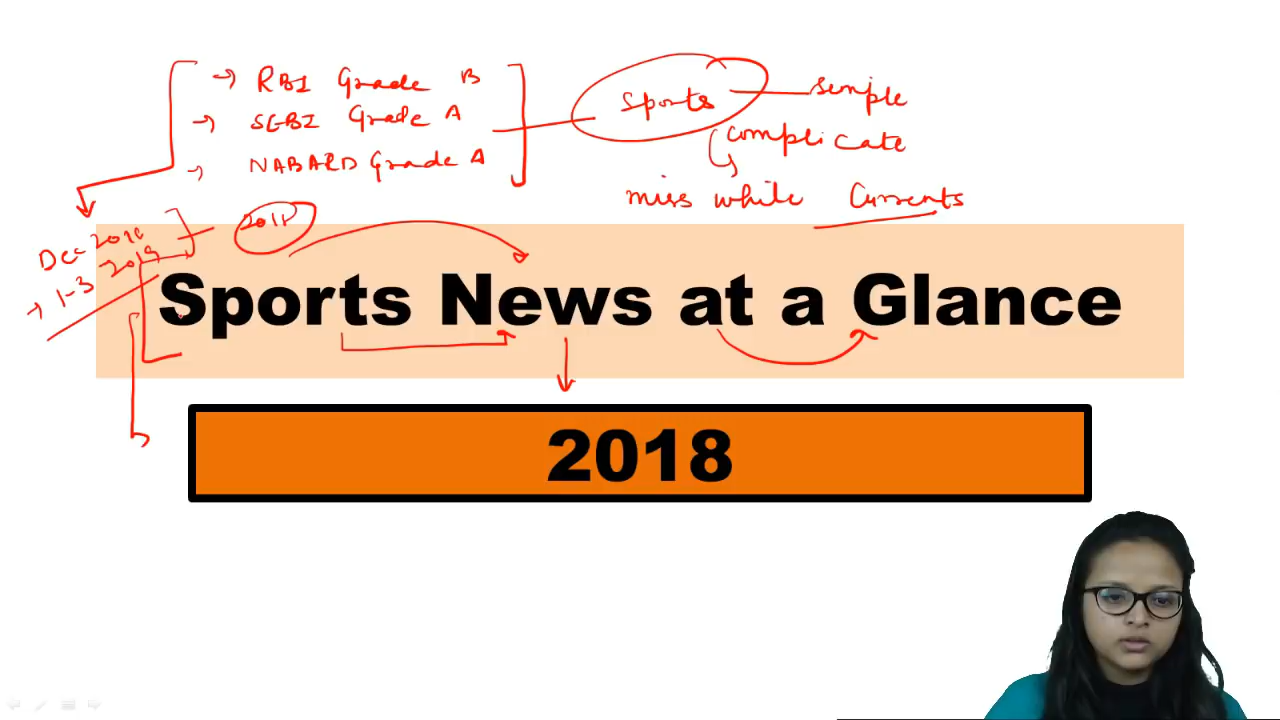 → RBI Grade B
→ SEBI Grade A
→ NABARD Grade A
Sports
simple
complicate
miss while Currents
Dec 2018
→ 1-3 2019
2018
Sports News at a Glance
2018